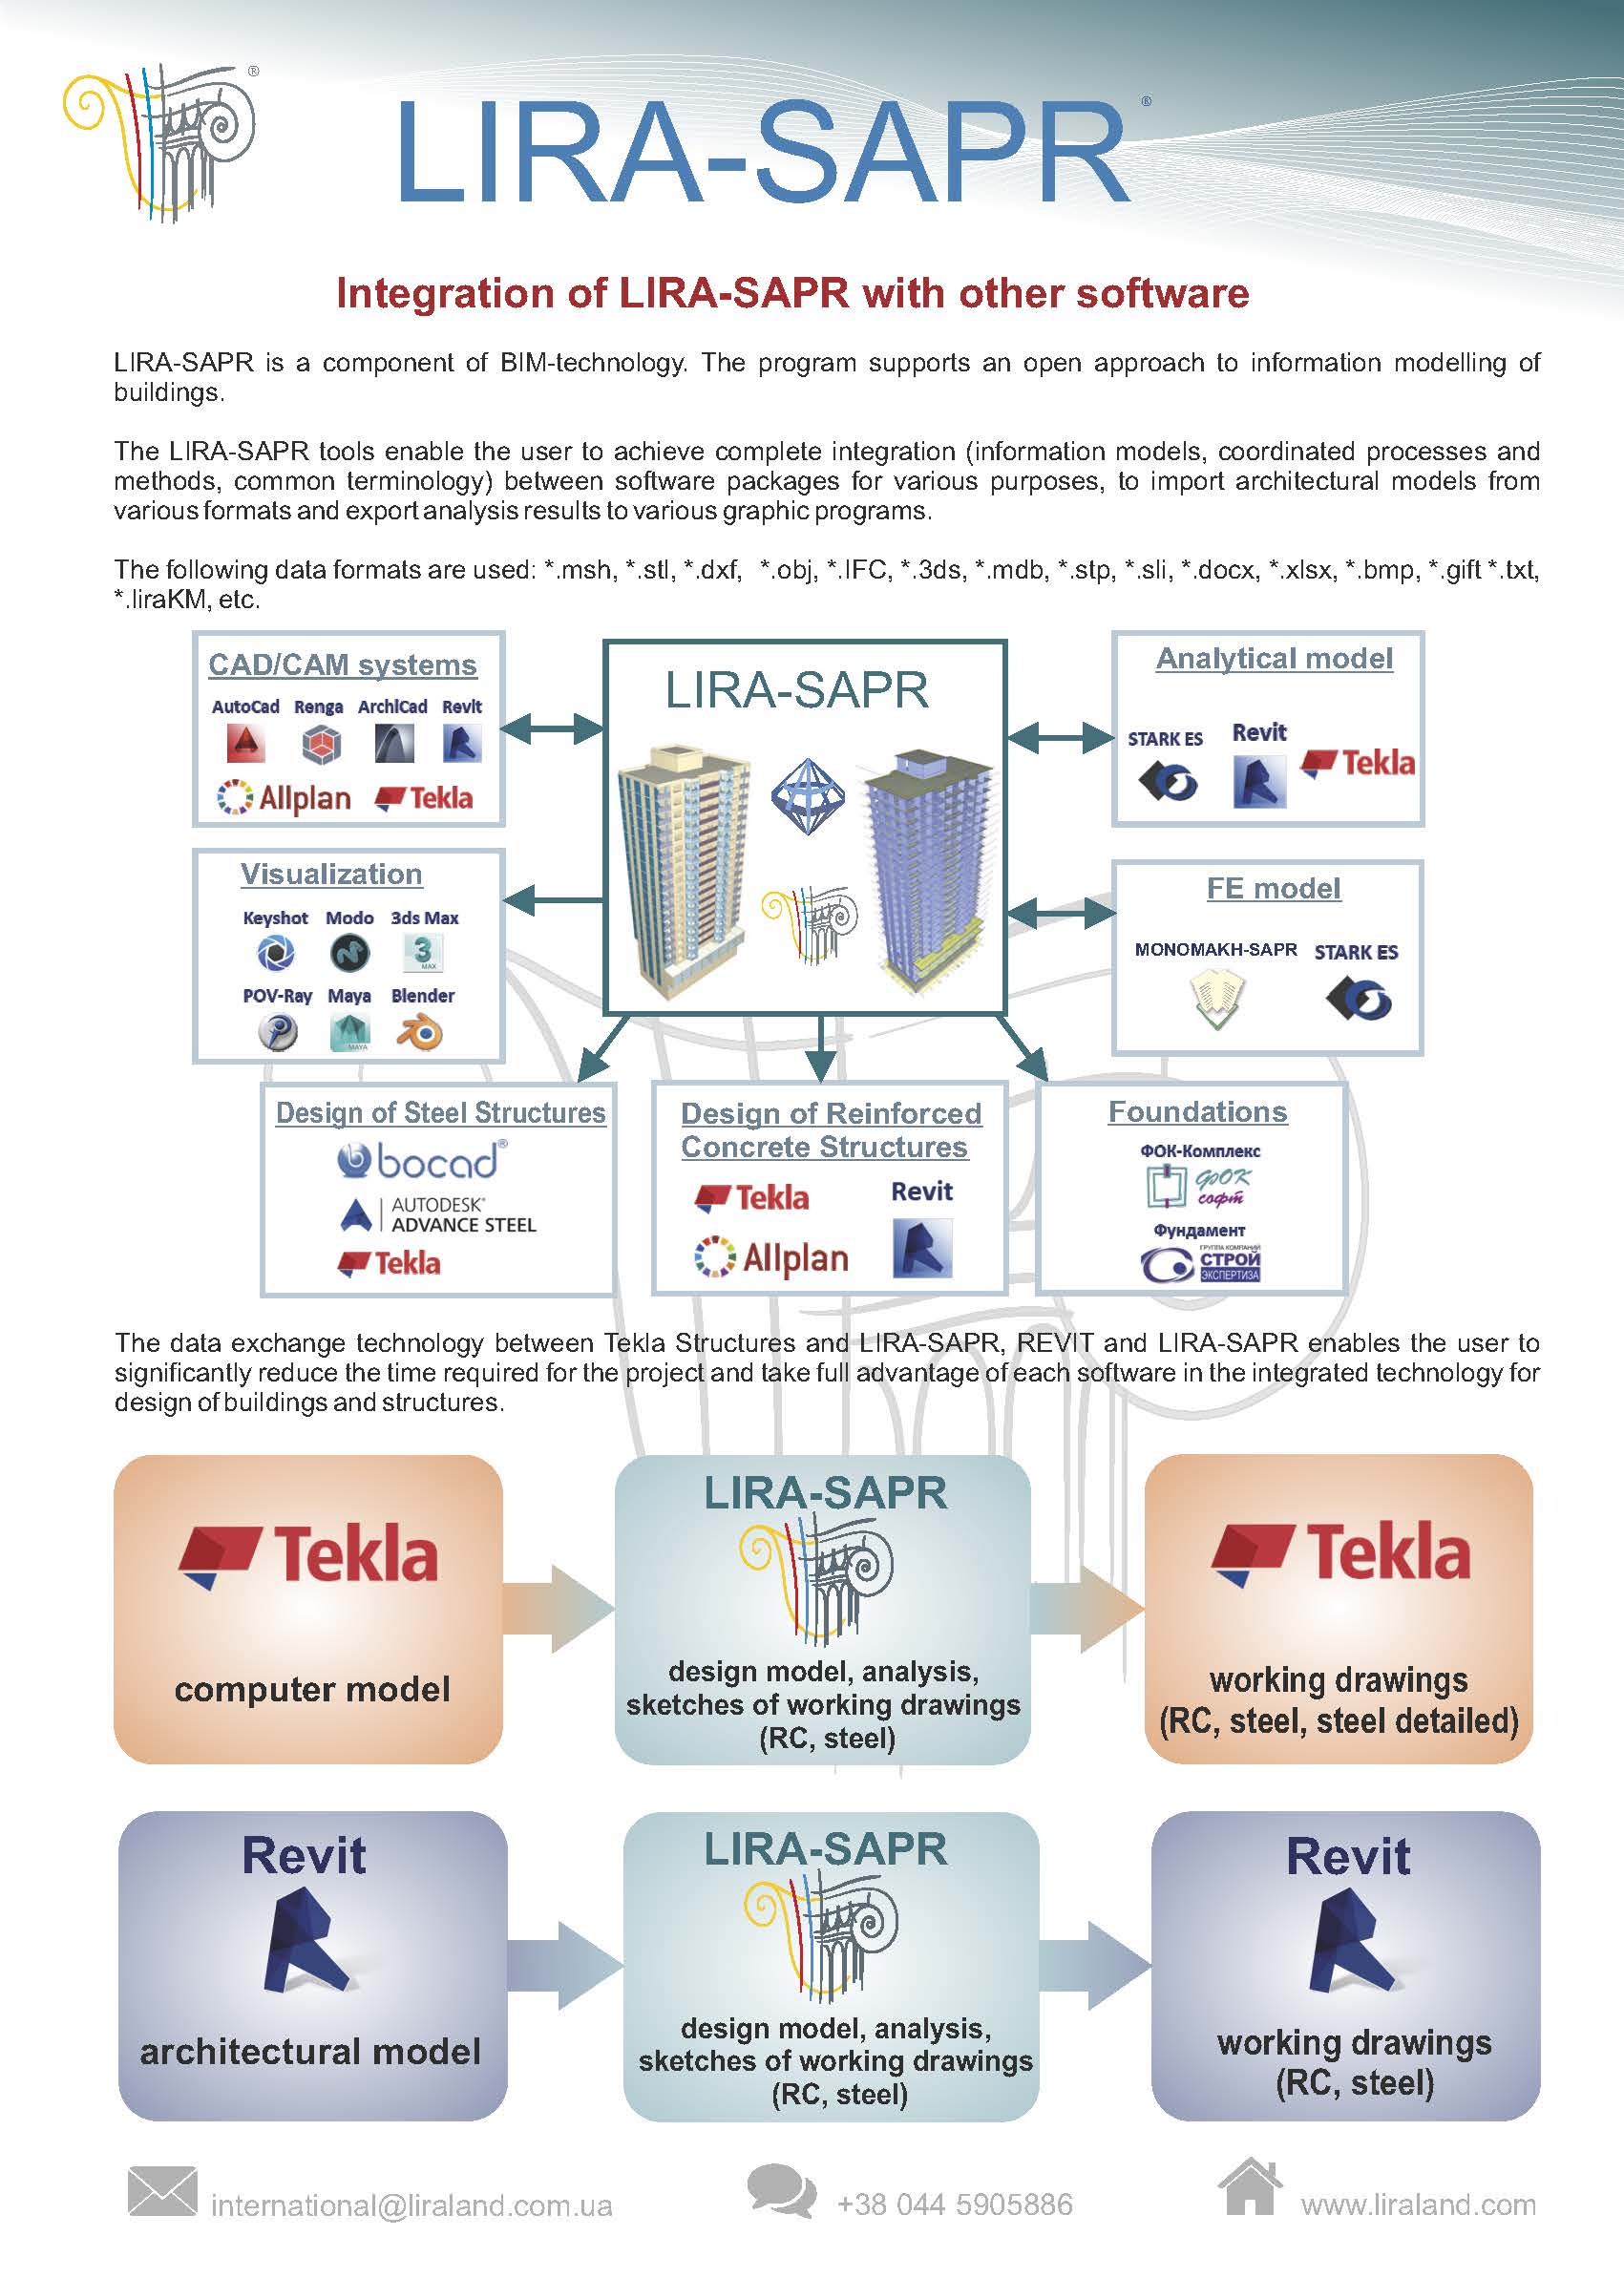 ®
LIRA-SAPR®
Integration of LIRA-SAPR with other software
LIRA-SAPR is a component of BIM-technology. The program supports an open approach to information modelling of
buildings.
The LIRA-SAPR tools enable the user to achieve complete integration (information models, coordinated processes and
methods, common terminology) between software packages for various purposes, to import architectural models from
various formats and export analysis results to various graphic programs.
The following data formats are used: *.msh, *.stl, *.dxf, *.obj, *.IFC, *.3ds, *.mdb, *.stp, *.sli, *.docx, *.xlsx, *.bmp, *.gift *.txt,
*.liraKM, etc.
CAD/CAM systems
AutoCad Renga ArchiCad Revit
Allplan Tekla
LIRA-SAPR
Analytical model
STARK ES Revit Tekla
Visualization
Keyshot Modo 3ds Max
3
MAX
POV-Ray Maya Blender
MAYA
FE model
MONOMAKH-SAPR STARK ES
Design of Steel Structures
bocad®
AUTODESK®
ADVANCE STEEL
Tekla
Design of Reinforced
Concrete Structures
Tekla Revit
Allplan
Foundations
ФОК-Комплекс
фОК
софт
Фундамент
ГРУППА КОМПАНИЙ
СТРОЙ
ЭКСПЕРТИЗА
The data exchange technology between Tekla Structures and LIRA-SAPR, REVIT and LIRA-SAPR enables the user to
significantly reduce the time required for the project and take full advantage of each software in the integrated technology for
design of buildings and structures.
Tekla
computer model
LIRA-SAPR
design model, analysis,
sketches of working drawings
(RC, steel)
Tekla
working drawings
(RC, steel, steel detailed)
Revit
architectural model
LIRA-SAPR
design model, analysis,
sketches of working drawings
(RC, steel)
Revit
working drawings
(RC, steel)
international@liraland.com.ua
+38 044 5905886
www.liraland.com